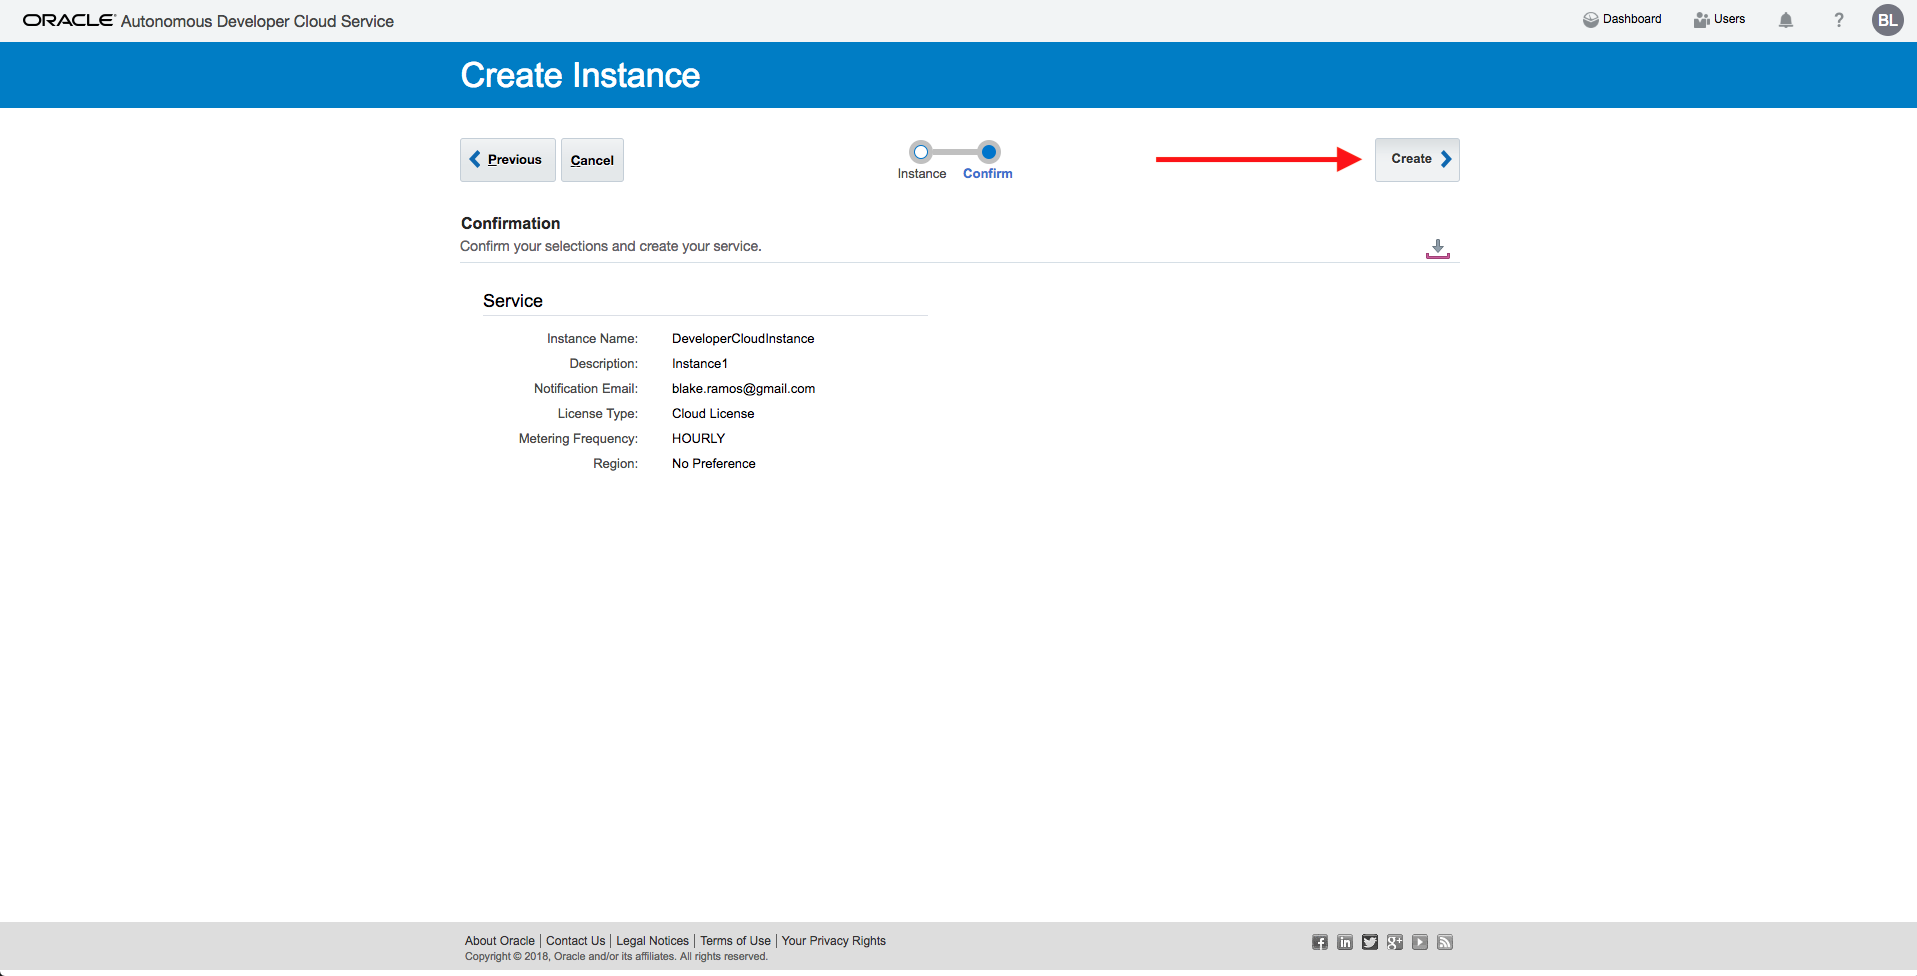 ORACLE® Autonomous Developer Cloud Service
Dashboard
Users
?
BL
Create Instance
Previous
Cancel
Instance
Confirm
Create
Confirmation
Confirm your selections and create your service.
Service
Instance Name: DeveloperCloudInstance
Description: Instance1
Notification Email: blake.ramos@gmail.com
License Type: Cloud License
Metering Frequency: HOURLY
Region: No Preference
About Oracle | Contact Us | Legal Notices | Terms of Use | Your Privacy Rights
Copyright © 2018, Oracle and/or its affiliates. All rights reserved.